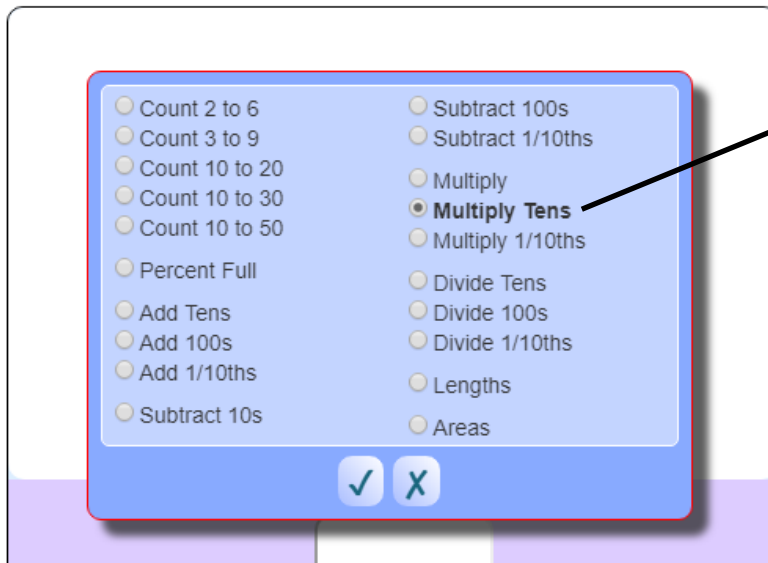 Count 2 to 6
Count 3 to 9
Count 10 to 20
Count 10 to 30
Count 10 to 50
Percent Full
Add Tens
Add 100s
Add 1/10ths
Subtract 10s
Subtract 100s
Subtract 1/10ths
Multiply
Multiply Tens
Multiply 1/10ths
Divide Tens
Divide 100s
Divide 1/10ths
Lengths
Areas
✓ X